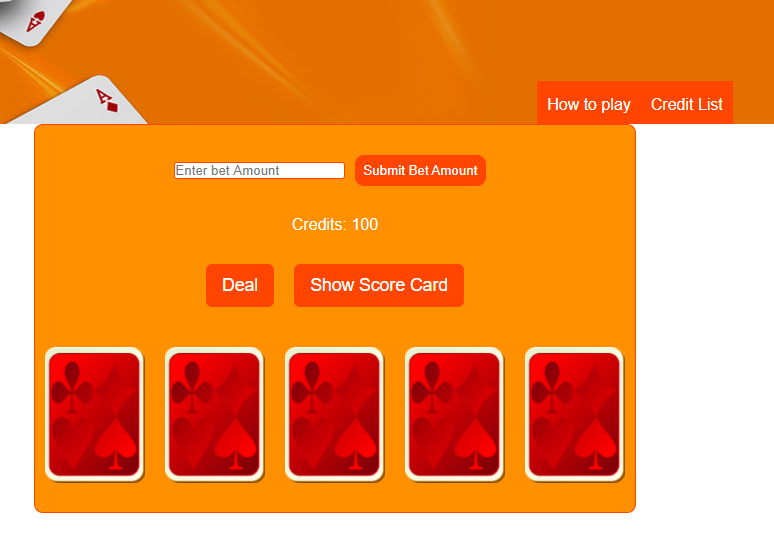 A
A
How to play Credit List
Enter bet Amount Submit Bet Amount
Credits: 100
Deal Show Score Card